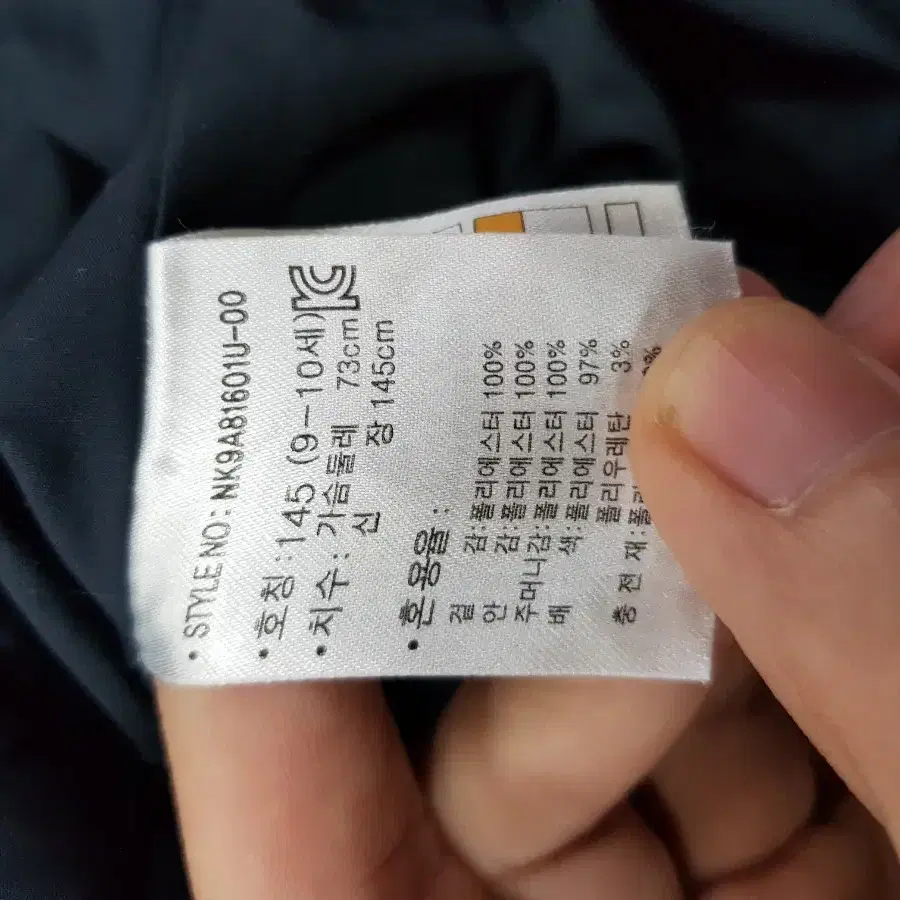 • STYLE NO : NK9A81601U-00
• 호칭 : 145 (9-10세)
• 치수 : 가슴둘레 73cm
신 장 145cm
• 혼용율 :
겉 감:폴리에스터 100%
안 감:폴리에스터 100%
주머니감:폴리에스터 100%
배 색:폴리에스터 97%
폴리우레탄 3%
충 전 재: